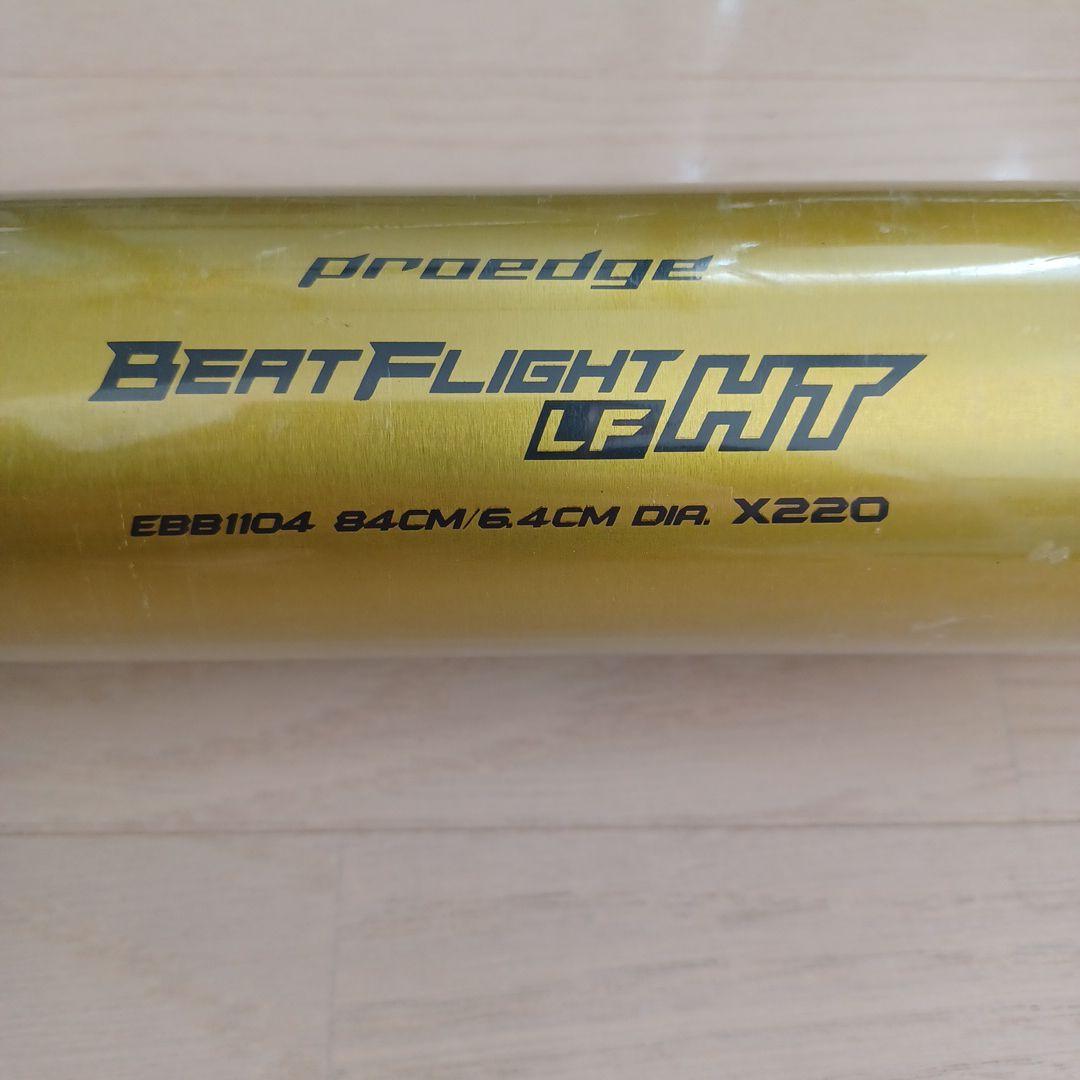 proedge
BEATFLIGHT
LF HT
EBB1104 84CM/6.4CM DIA. X220